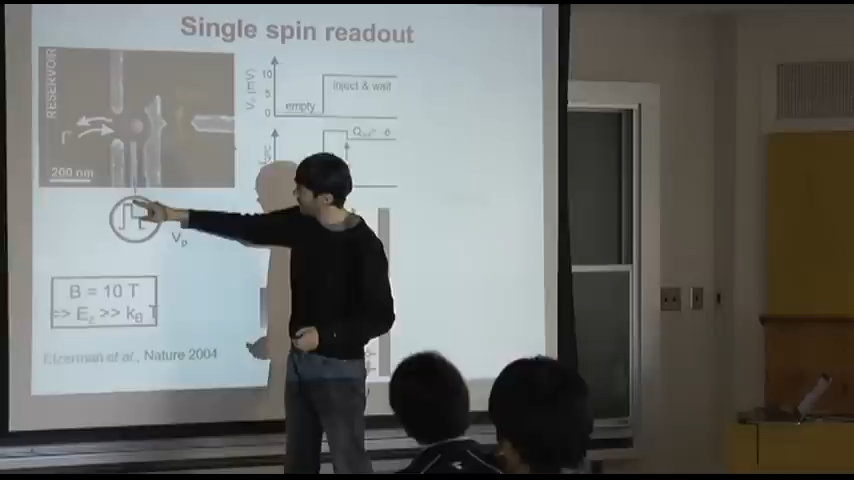 Single spin readout
RESERVOIR
Γ
200 nm
10
5
0
empty
inject & wait
V_P
B = 10 T
=> E_z >> k_B T
Elzerman et al., Nature 2004